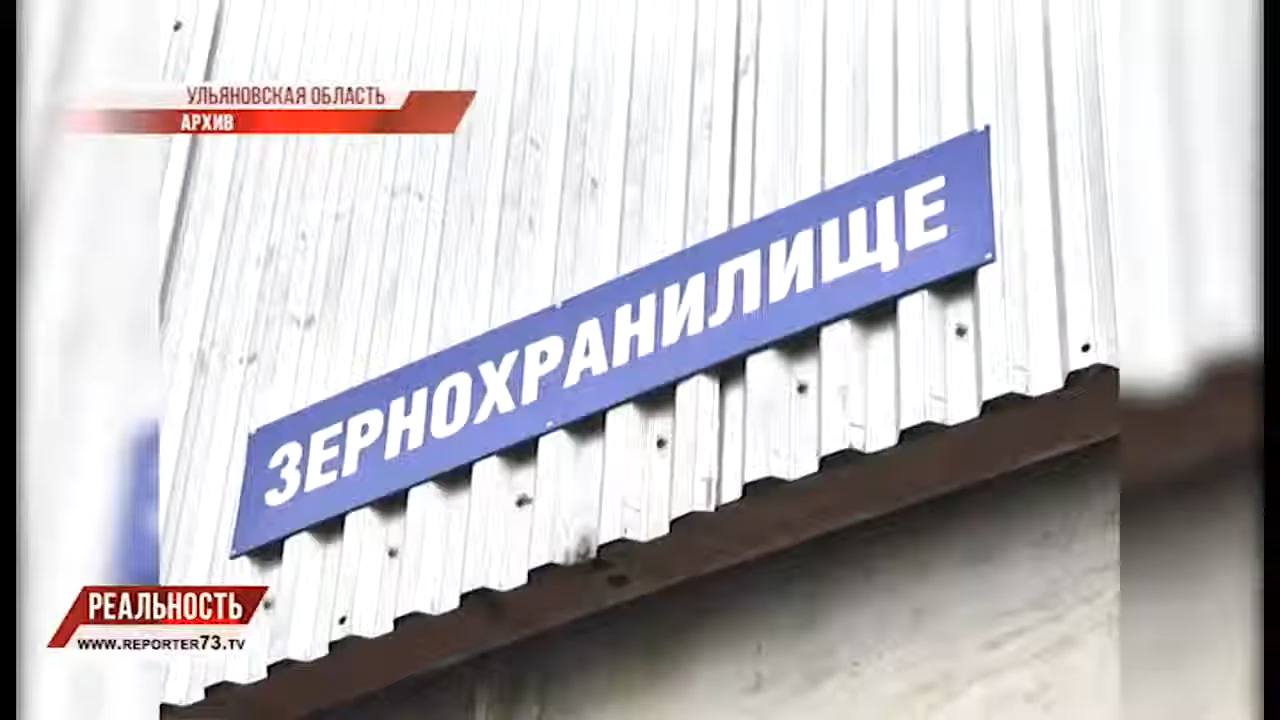 УЛЬЯНОВСКАЯ ОБЛАСТЬ
АРХИВ
ЗЕРНОХРАНИЛИЩЕ
РЕАЛЬНОСТЬ
WWW.REPORTER73.TV